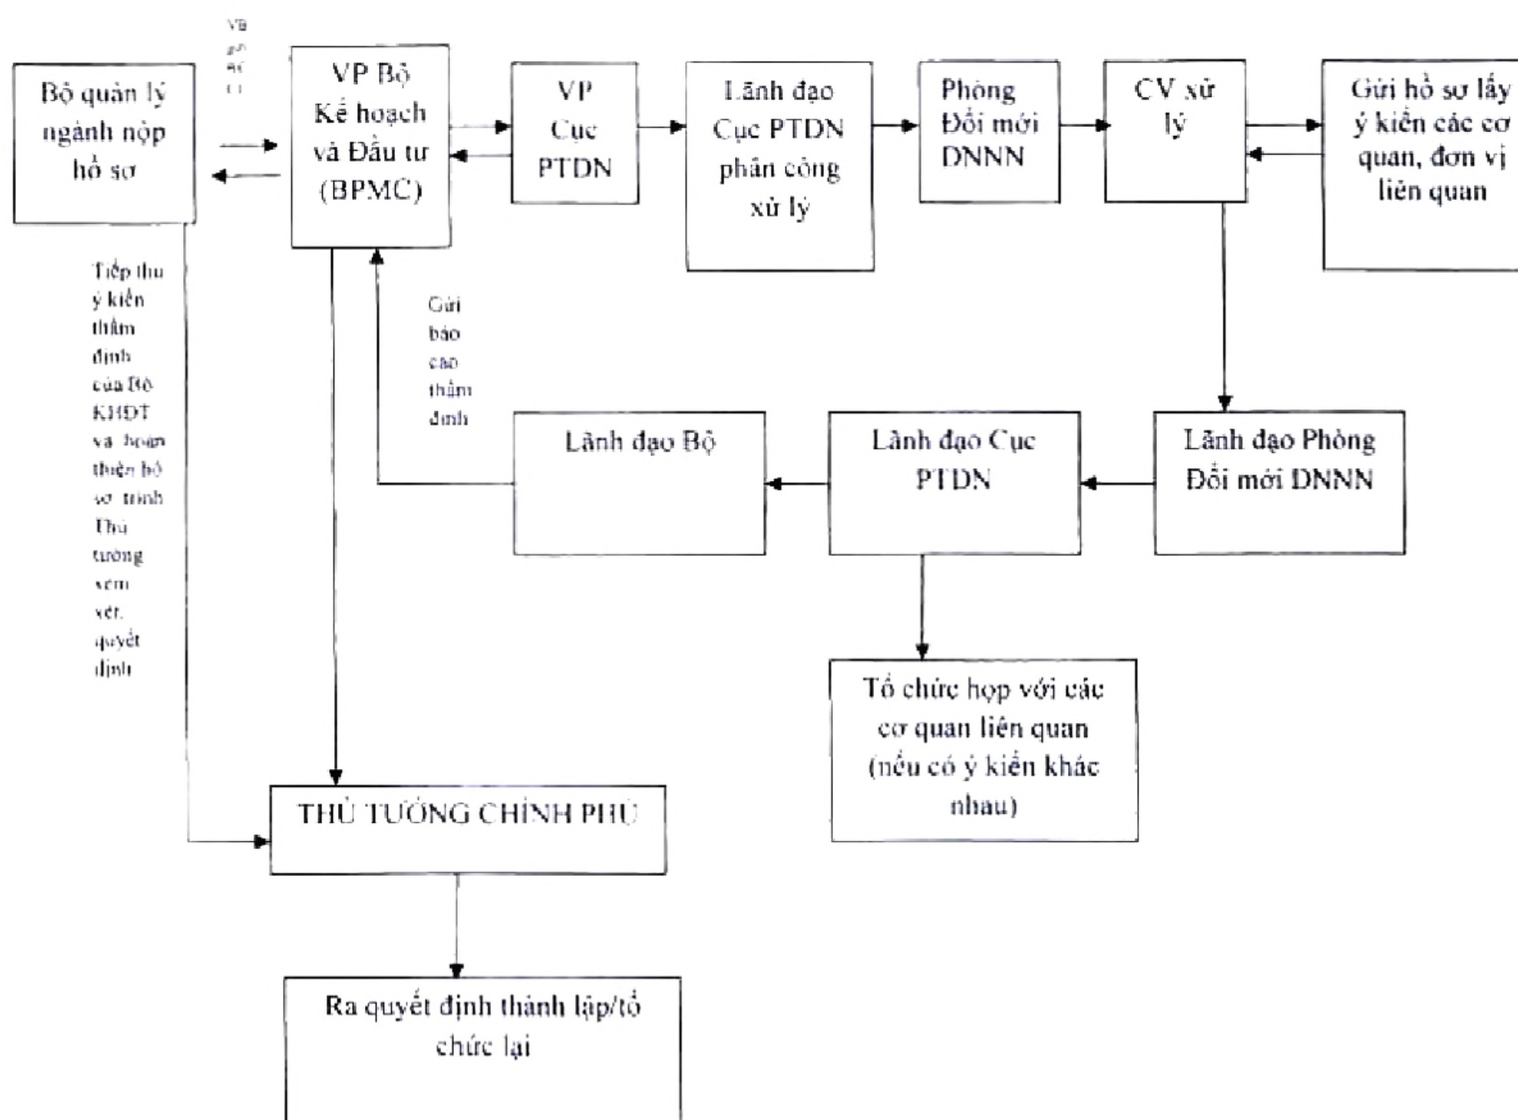 Bộ quản lý
ngành nộp
hồ sơ
VP Bộ
Kế hoạch
và Đầu tư
(BPMC)
VP
Cục
PTDN
Lãnh đạo
Cục PTDN
phân công
xử lý
Phòng
Đổi mới
DNNN
CV xử
lý
Gửi hồ sơ lấy
ý kiến các cơ
quan, đơn vị
liên quan
Tiếp thu
ý kiến
thẩm
định
của Bộ
KHĐT
và hoàn
thiện hồ
sơ trình
Thủ
tướng
xem
xét,
quyết
định
Gửi
báo
cáo
thẩm
định
Lãnh đạo Bộ
Lãnh đạo Cục
PTDN
Lãnh đạo Phòng
Đổi mới DNNN
Tổ chức họp với các
cơ quan liên quan
(nếu có ý kiến khác
nhau)
THỦ TƯỚNG CHÍNH PHỦ
Ra quyết định thành lập/tổ
chức lại